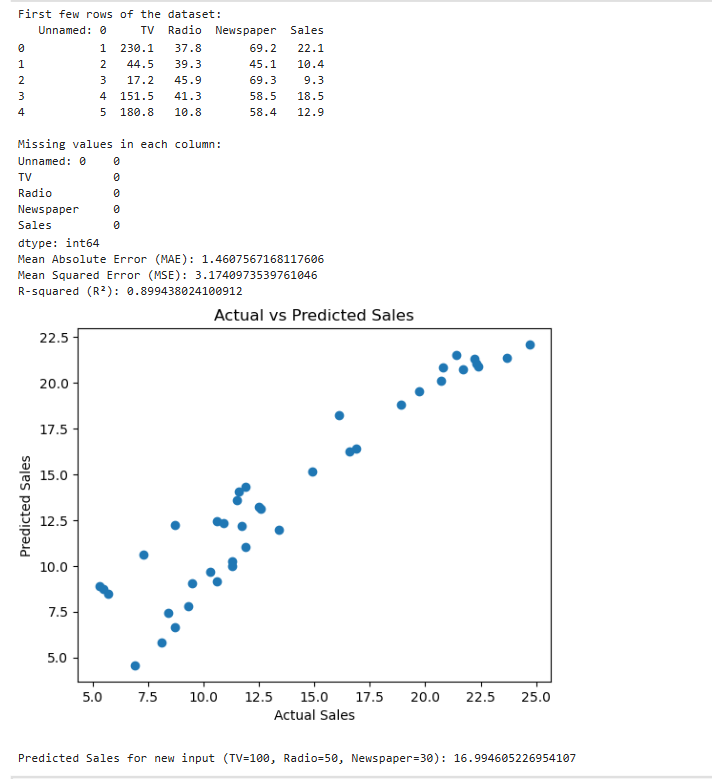 First few rows of the dataset:
Unnamed: 0 TV Radio Newspaper Sales
0 1 230.1 37.8 69.2 22.1
1 2 44.5 39.3 45.1 10.4
2 3 17.2 45.9 69.3 9.3
3 4 151.5 41.3 58.5 18.5
4 5 180.8 10.8 58.4 12.9
Missing values in each column:
Unnamed: 0 0
TV 0
Radio 0
Newspaper 0
Sales 0
dtype: int64
Mean Absolute Error (MAE): 1.4607567168117606
Mean Squared Error (MSE): 3.1740973539761046
R-squared (R²): 0.899438024100912
Actual vs Predicted Sales
22.5
20.0
17.5
15.0
12.5
10.0
7.5
5.0
Predicted Sales
5.0 7.5 10.0 12.5 15.0 17.5 20.0 22.5 25.0
Actual Sales
Predicted Sales for new input (TV=100, Radio=50, Newspaper=30): 16.994605226954107